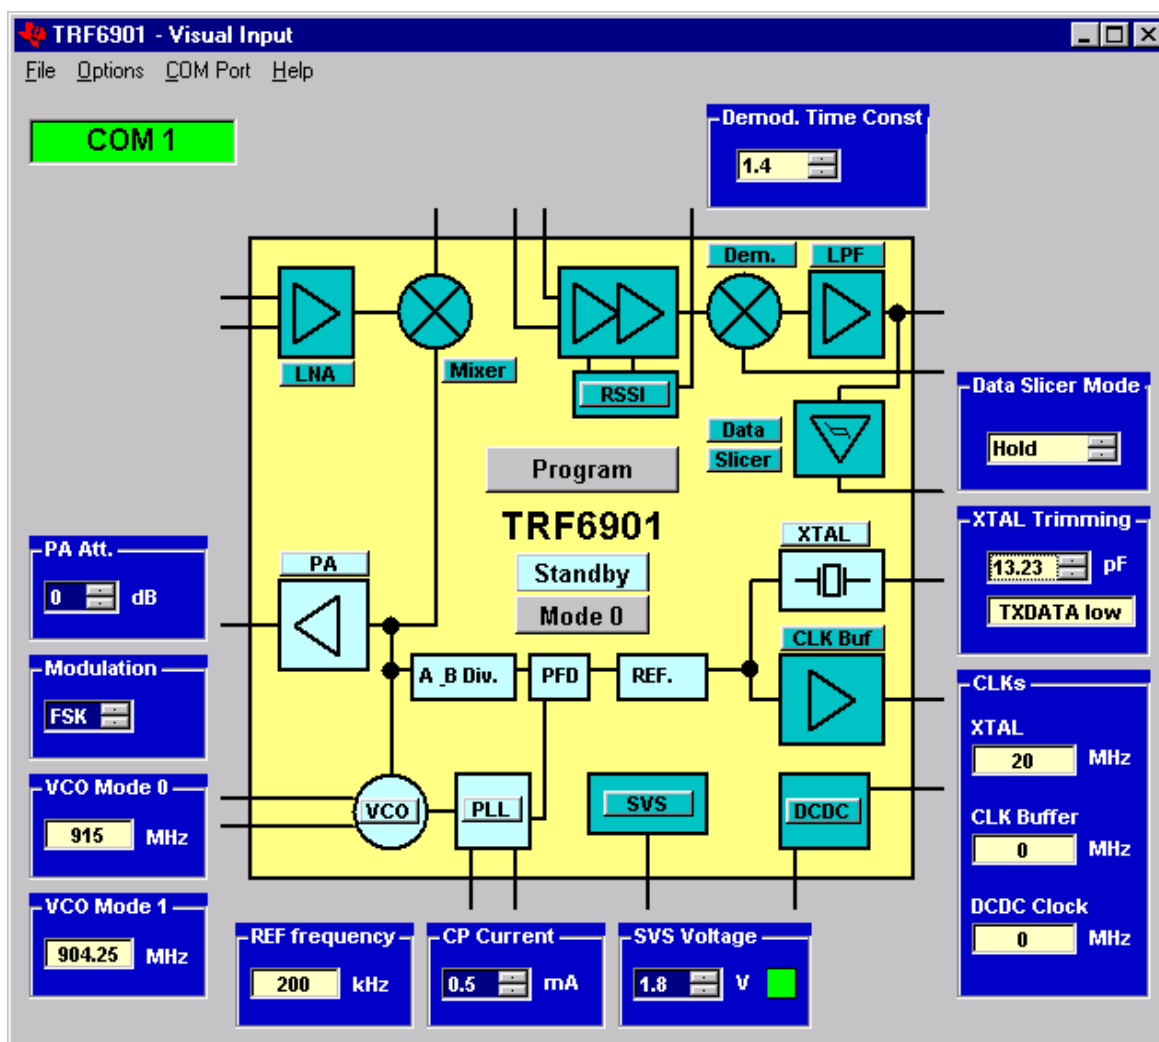 TRF6901 - Visual Input
File Options COM Port Help
COM 1
Demod. Time Const
1.4
Dem.
LPF
LNA
Mixer
RSSI
Data
Slicer
Data Slicer Mode
Hold
Program
TRF6901
Standby
Mode 0
XTAL
XTAL Trimming
13.23 pF
TXDATA low
PA Att.
0 dB
PA
CLK Buf
A_B Div.
PFD
REF.
Modulation
FSK
CLKs
XTAL
20 MHz
CLK Buffer
0 MHz
DCDC Clock
0 MHz
VCO Mode 0
915 MHz
VCO
PLL
SVS
DCDC
VCO Mode 1
904.25 MHz
REF frequency
200 kHz
CP Current
0.5 mA
SVS Voltage
1.8 V